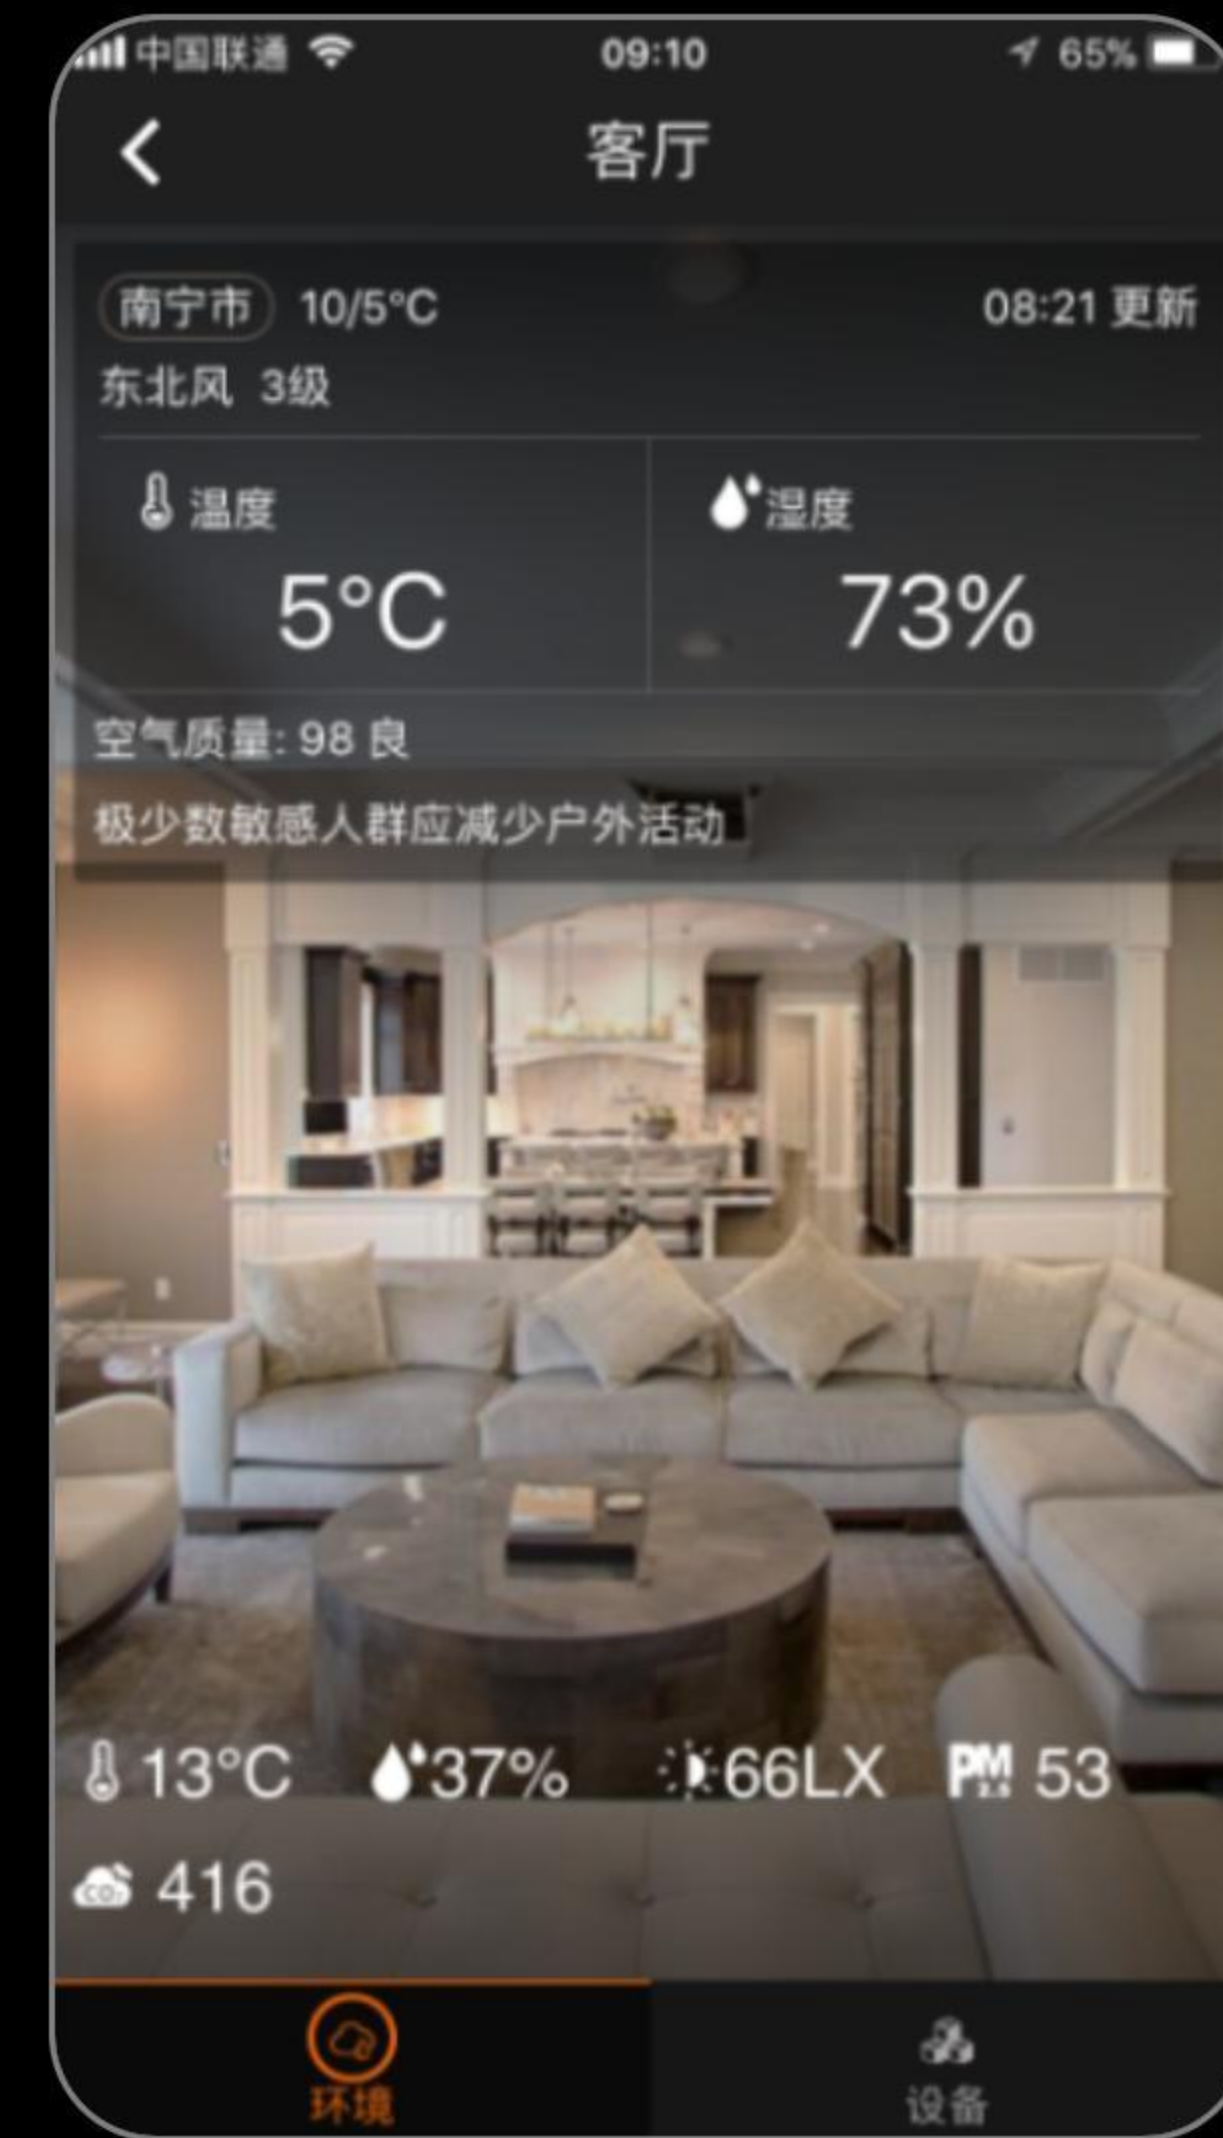 中国联通 09:10 65%
客厅
南宁市 10/5°C 08:21 更新
东北风 3级
温度 湿度
5°C 73%
空气质量: 98 良
极少数敏感人群应减少户外活动
13°C 37% 66LX PM2.5 53
CO₂ 416
环境 设备